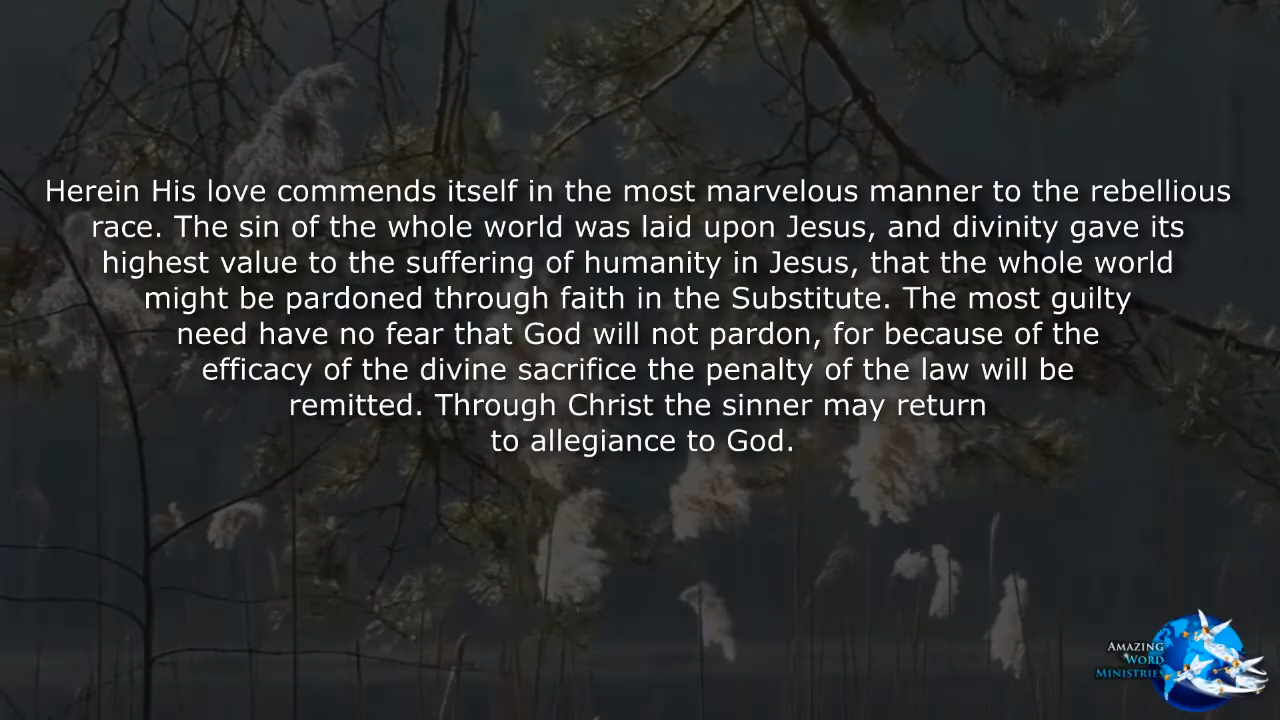 Herein His love commends itself in the most marvelous manner to the rebellious
race. The sin of the whole world was laid upon Jesus, and divinity gave its
highest value to the suffering of humanity in Jesus, that the whole world
might be pardoned through faith in the Substitute. The most guilty
need have no fear that God will not pardon, for because of the
efficacy of the divine sacrifice the penalty of the law will be
remitted. Through Christ the sinner may return
to allegiance to God.
AMAZING
WORD
MINISTRIES